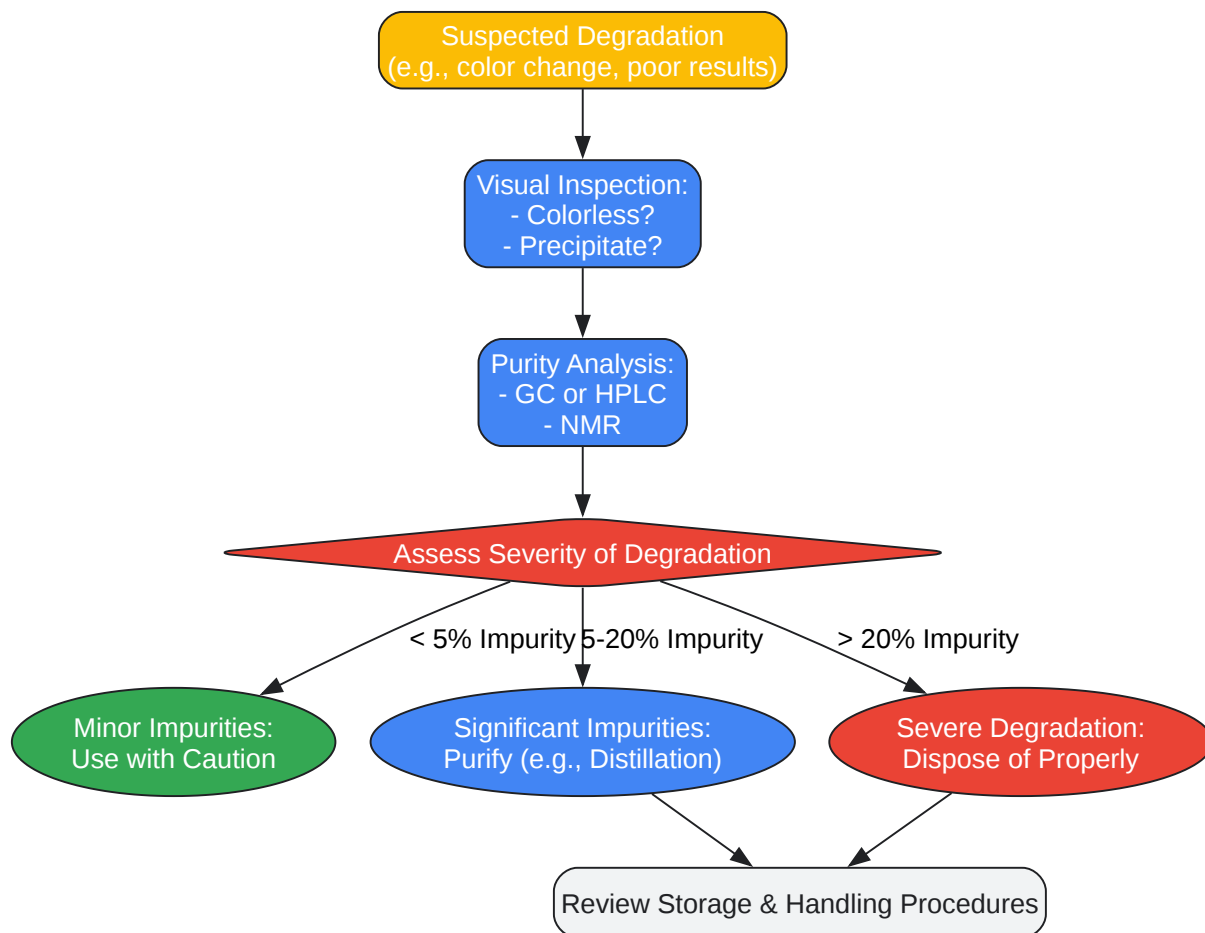 Suspected Degradation
(e.g., color change, poor results)
Visual Inspection:
- Colorless?
- Precipitate?
Purity Analysis:
- GC or HPLC
- NMR
Assess Severity of Degradation
< 5% Impurity
5-20% Impurity
> 20% Impurity
Minor Impurities:
Use with Caution
Significant Impurities:
Purify (e.g., Distillation)
Severe Degradation:
Dispose of Properly
Review Storage & Handling Procedures